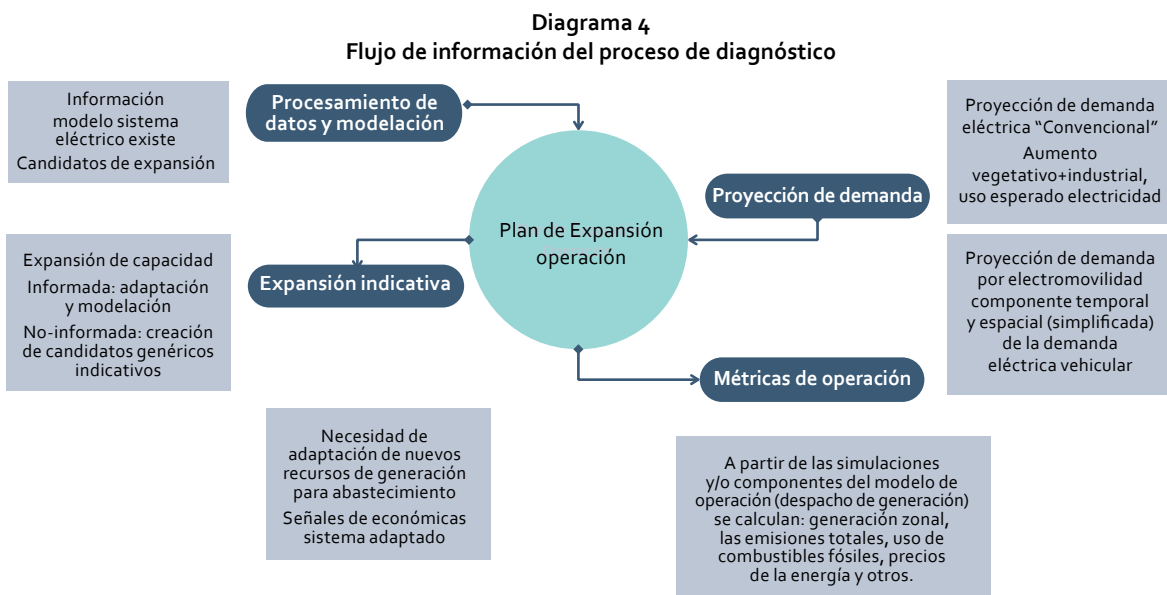 Diagrama 4
Flujo de información del proceso de diagnóstico
Información
modelo sistema
eléctrico existe
Candidatos de expansión
Procesamiento de
datos y modelación
Proyección de demanda
eléctrica “Convencional”
Aumento
vegetativo+industrial,
uso esperado electricidad
Proyección de demanda
Plan de Expansión
operación
Expansión de capacidad
Informada: adaptación
y modelación
No-informada: creación
de candidatos genéricos
indicativos
Expansión indicativa
Proyección de demanda
por electromovilidad
componente temporal
y espacial (simplificada)
de la demanda
eléctrica vehicular
Métricas de operación
Necesidad de
adaptación de nuevos
recursos de generación
para abastecimiento
Señales de económicas
sistema adaptado
A partir de las simulaciones
y/o componentes del modelo de
operación (despacho de generación)
se calculan: generación zonal,
las emisiones totales, uso de
combustibles fósiles, precios
de la energía y otros.